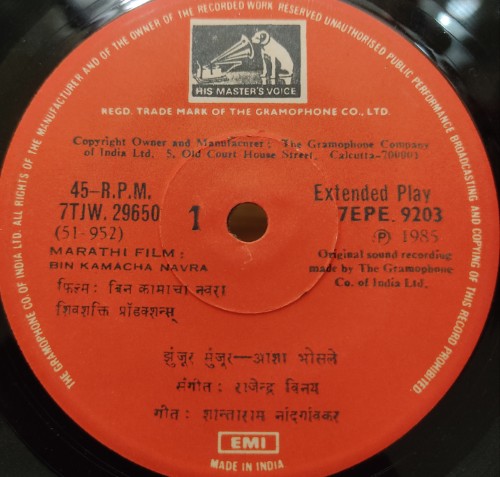 THE GRAMOPHONE CO. OF INDIA LTD. ALL RIGHTS OF THE MANUFACTURER AND OF THE OWNER OF THE RECORDED WORK RESERVED UNAUTHORISED PUBLIC PERFORMANCE BROADCASTING AND COPYING OF THIS RECORD PROHIBITED
HIS MASTER'S VOICE
REGD. TRADE MARK OF THE GRAMOPHONE CO., LTD.
Copyright Owner and Manufacturer: The Gramophone Company
of India Ltd. 5, Old Court House Street, Calcutta-700001
45-R.P.M.
7TJW. 29650
(51-952)
1
Extended Play
7EPE. 9203
℗ 1985
Original sound recording
made by The Gramophone
Co. of India Ltd.
MARATHI FILM:
BIN KAMACHA NAVRA
फिल्म: बिन कामाचा नवरा
शिवशक्ति प्रॉडक्शन्स्
झुंजूर मुंजूर—आशा भोसले
संगीत: राजेन्द्र विनय
गीत: शान्ताराम नांदगांवकर
EMI
MADE IN INDIA